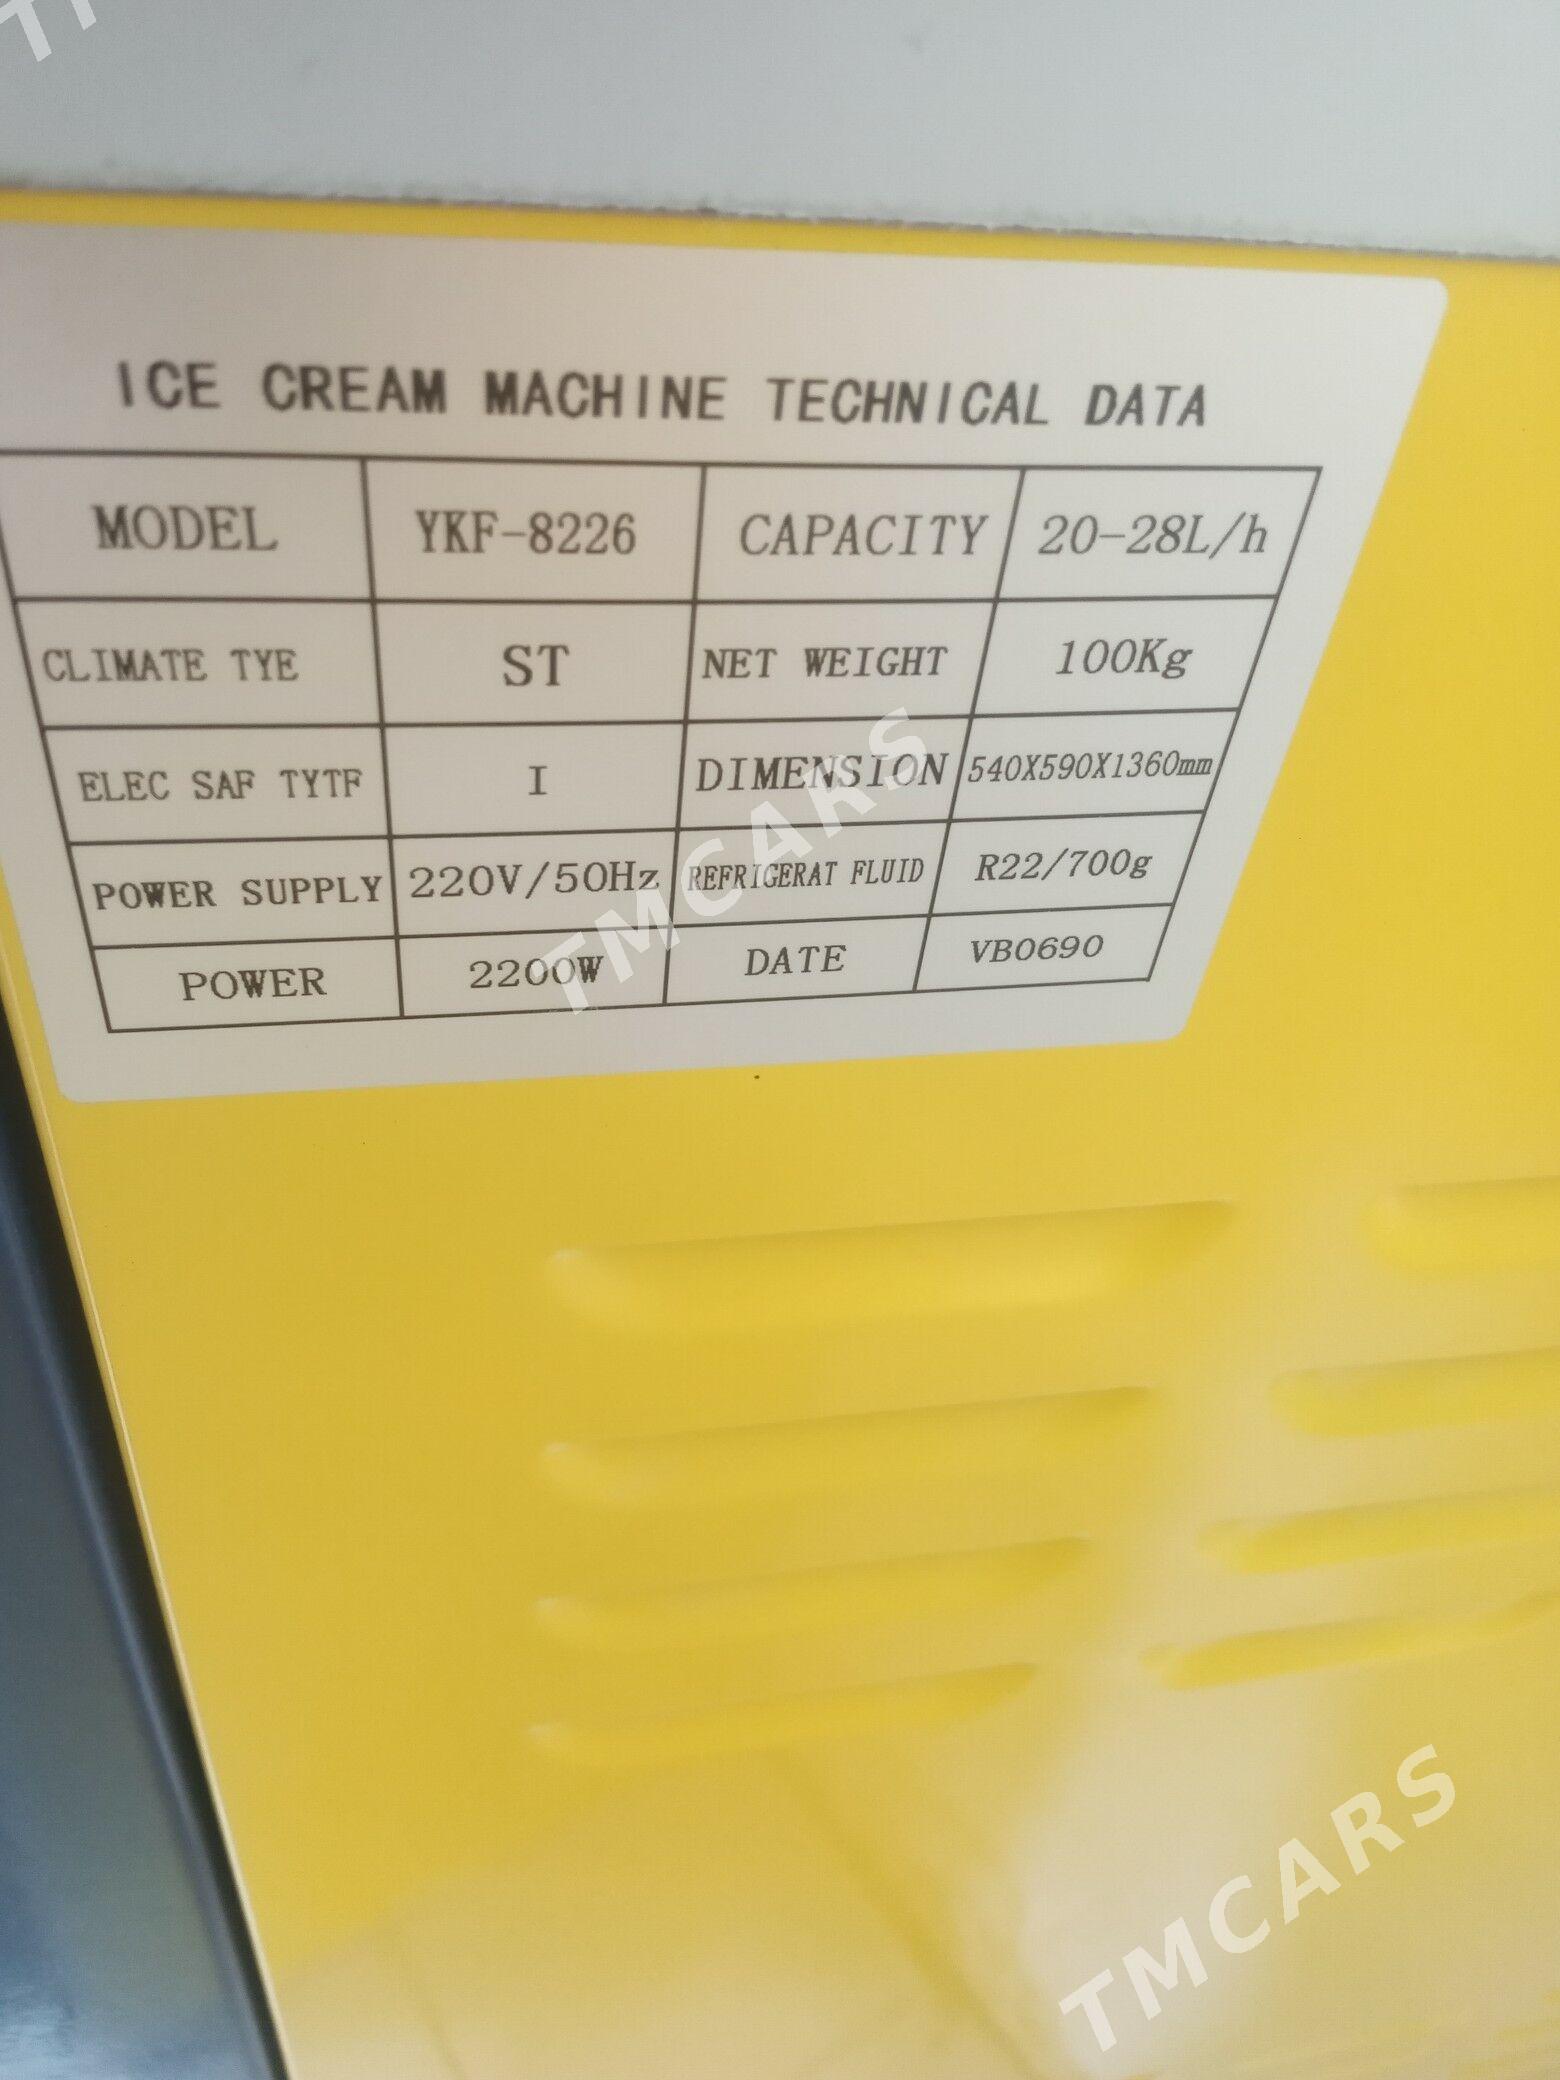 ICE CREAM MACHINE TECHNICAL DATA
MODEL YKF-8226 CAPACITY 20-28L/h
CLIMATE TYE ST NET WEIGHT 100Kg
ELEC SAF TYTF I DIMENSION 540X590X1360mm
POWER SUPPLY 220V/50Hz REFRIGERAT FLUID R22/700g
POWER 2200W DATE VB0690
TMCARS
TMCARS